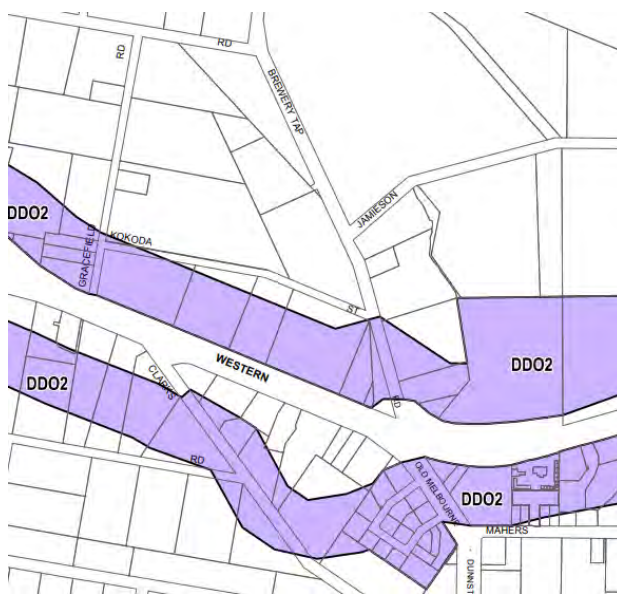 RD
RD
BREWERY TAP
JAMIESON
DDO2
GRACEFIELD
KOKODA
ST
WESTERN
DDO2
DDO2
CLARKS
RD
RD
OLD MELBOURNE
DDO2
MAHERS
DUNNST